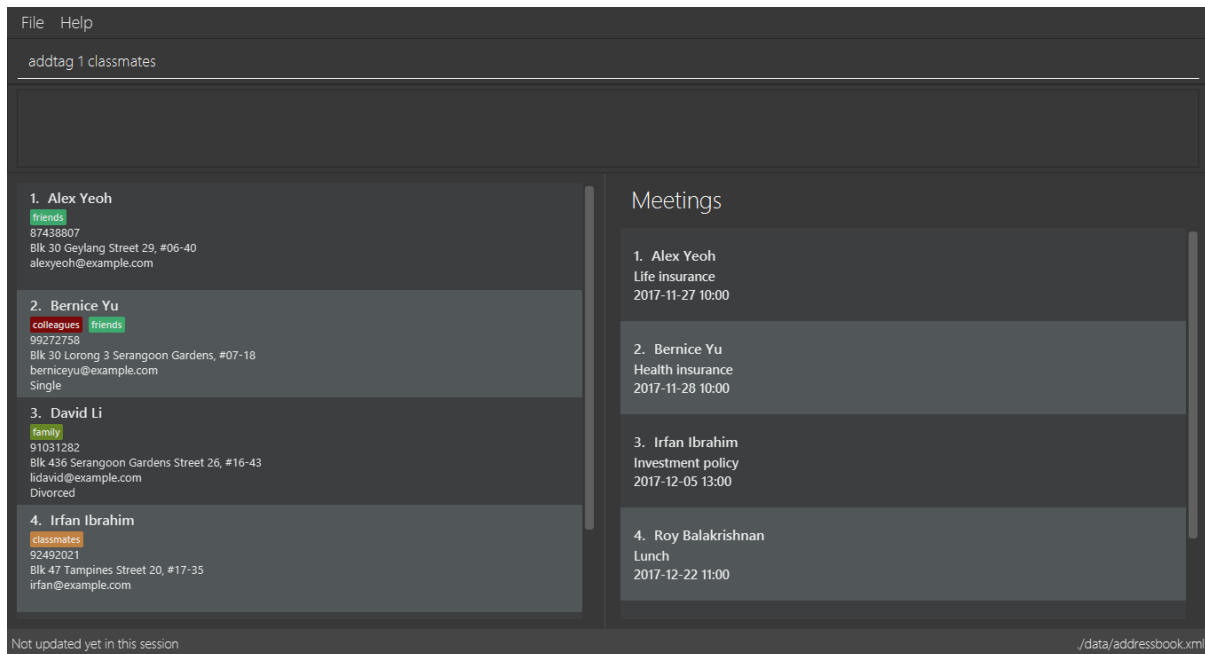 File Help
addtag 1 classmates
1. Alex Yeoh
friends
87438807
Blk 30 Geylang Street 29, #06-40
alexyeoh@example.com
2. Bernice Yu
colleagues friends
99272758
Blk 30 Lorong 3 Serangoon Gardens, #07-18
berniceyu@example.com
Single
3. David Li
family
91031282
Blk 436 Serangoon Gardens Street 26, #16-43
lidavid@example.com
Divorced
4. Irfan Ibrahim
classmates
92492021
Blk 47 Tampines Street 20, #17-35
irfan@example.com
Meetings
1. Alex Yeoh
Life insurance
2017-11-27 10:00
2. Bernice Yu
Health insurance
2017-11-28 10:00
3. Irfan Ibrahim
Investment policy
2017-12-05 13:00
4. Roy Balakrishnan
Lunch
2017-12-22 11:00
Not updated yet in this session
./data/addressbook.xml